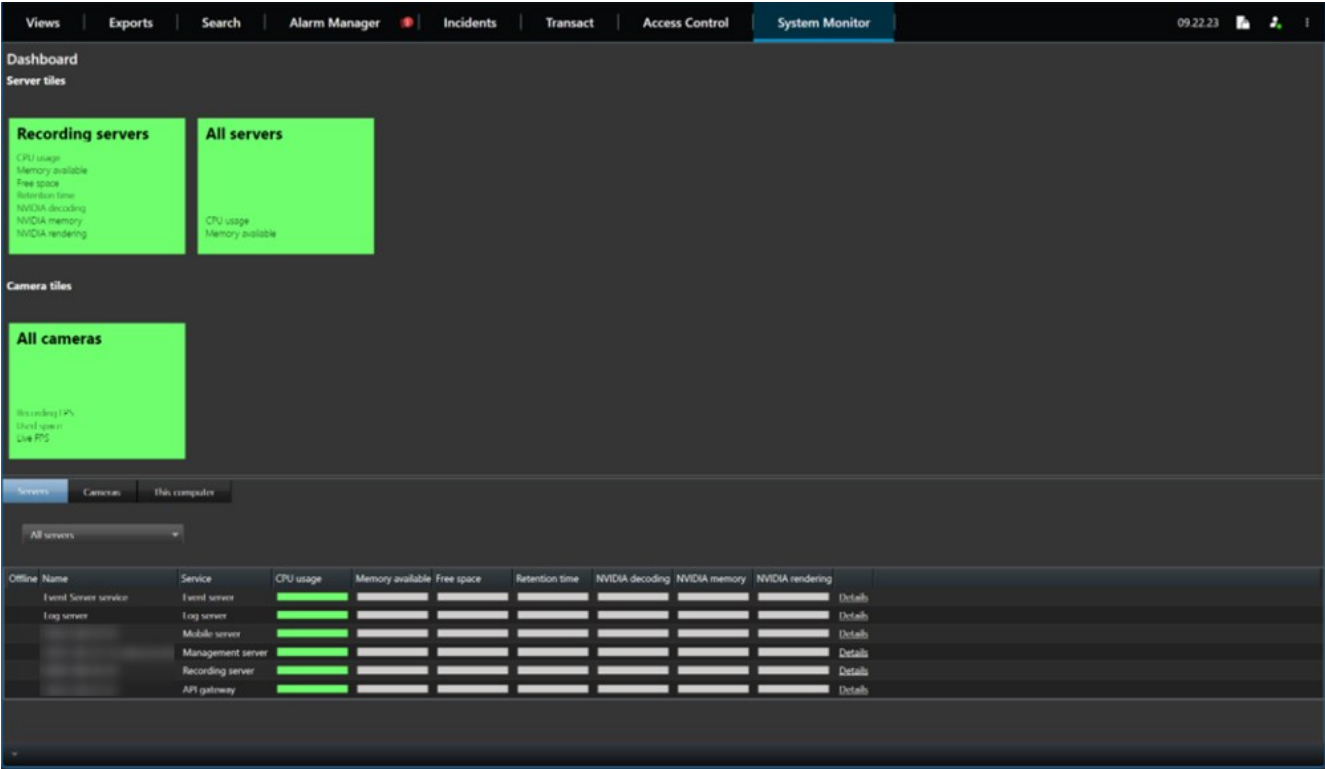 Views Exports Search Alarm Manager Incidents Transact Access Control System Monitor 09.22.23
Dashboard
Server tiles
Recording servers
CPU usage
Memory available
Free space
Retention time
NVIDIA decoding
NVIDIA memory
NVIDIA rendering
All servers
CPU usage
Memory available
Camera tiles
All cameras
Recording FPS
Used space
Live FPS
Servers Cameras This computer
All servers
Offline Name Service CPU usage Memory available Free space Retention time NVIDIA decoding NVIDIA memory NVIDIA rendering
Event Server service Event server Details
Log server Log server Details
Mobile server Details
Management server Details
Recording server Details
API gateway Details